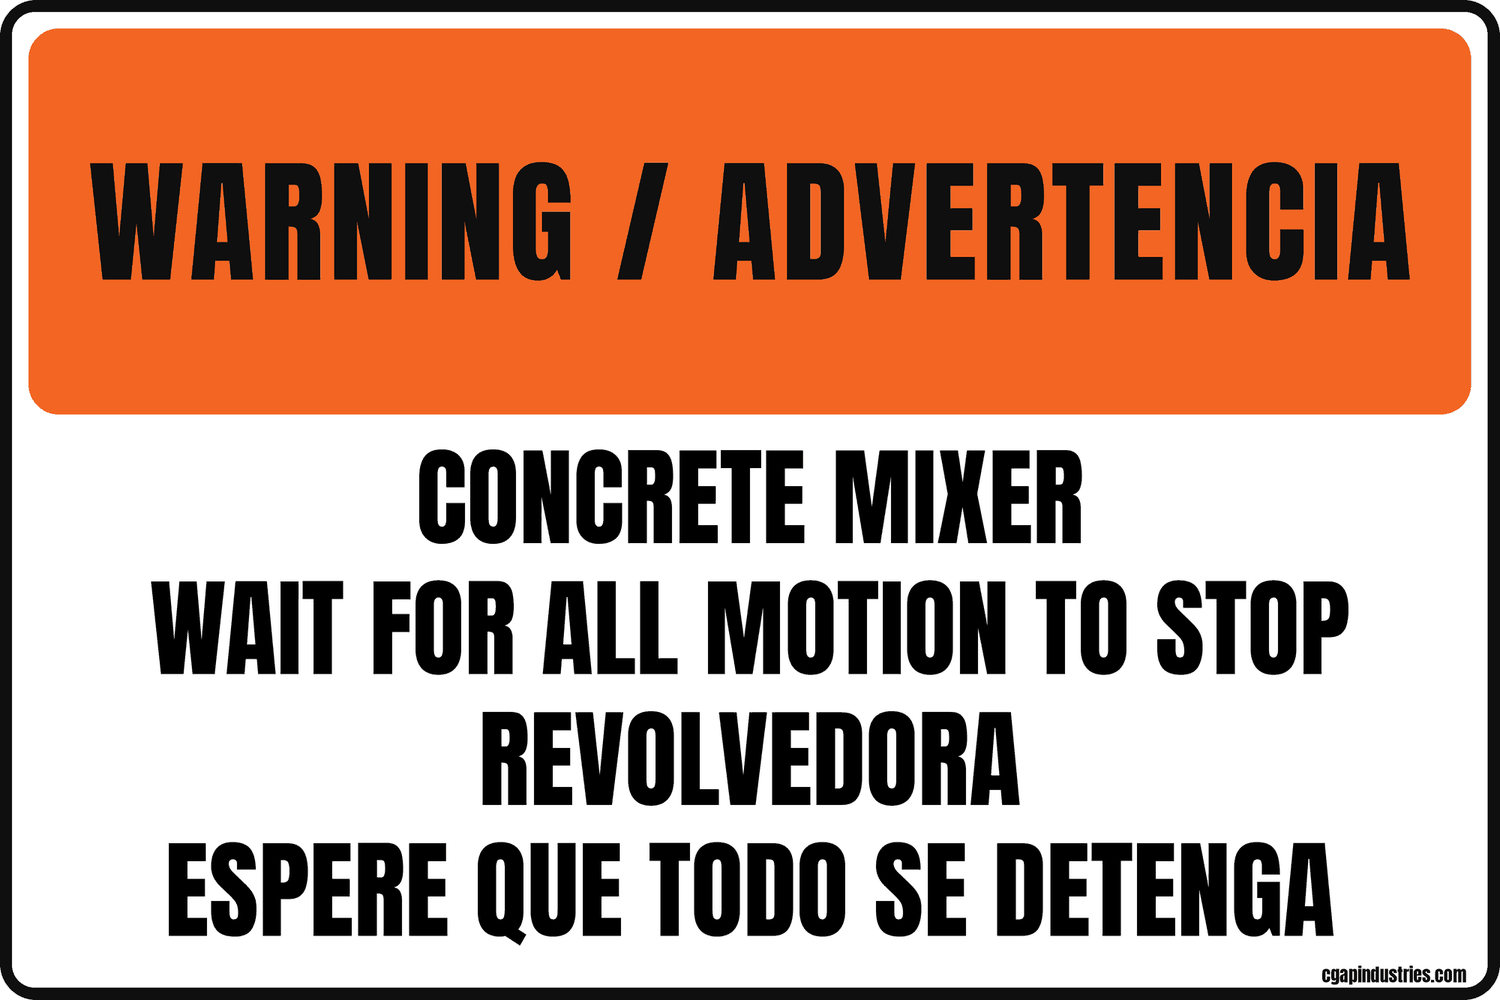 WARNING / ADVERTENCIA
CONCRETE MIXER
WAIT FOR ALL MOTION TO STOP
REVOLVEDORA
ESPERE QUE TODO SE DETENGA
cgapindustries.com